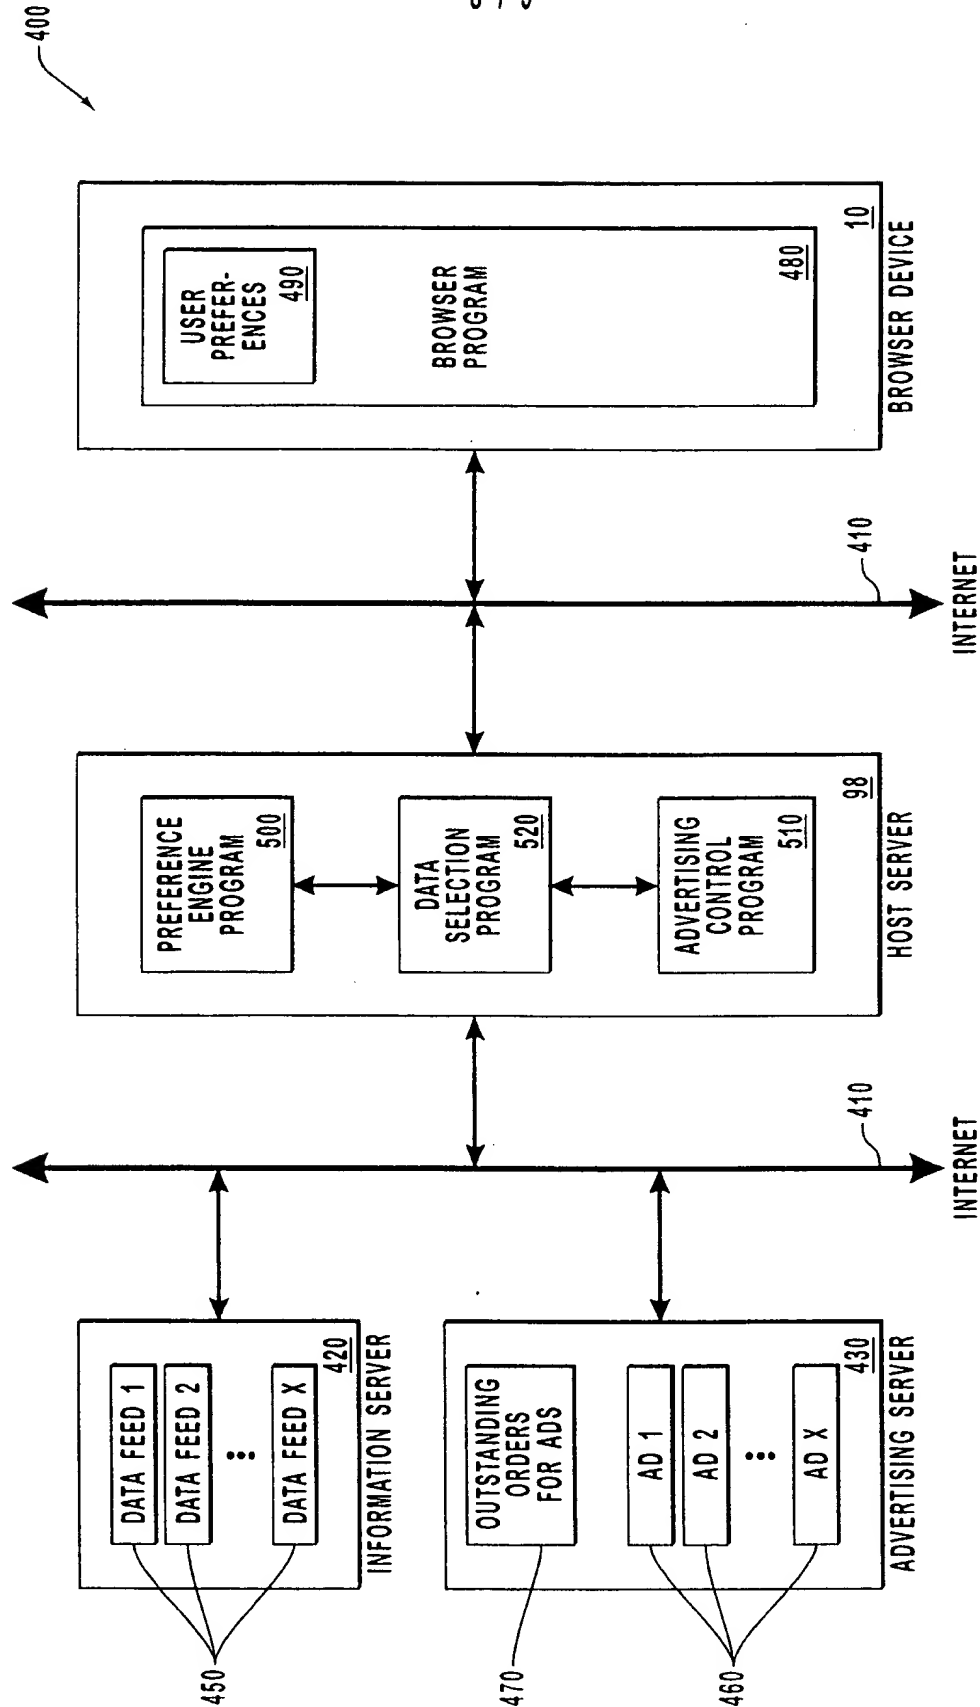 400
USER
PREFER-
ENCES
490
BROWSER
PROGRAM
480
10
BROWSER DEVICE
410
INTERNET
PREFERENCE
ENGINE
PROGRAM
500
DATA
SELECTION
PROGRAM
520
ADVERTISING
CONTROL
PROGRAM
510
98
HOST SERVER
410
INTERNET
DATA FEED 1
DATA FEED 2
DATA FEED X
420
INFORMATION SERVER
450
OUTSTANDING
ORDERS
FOR ADS
AD 1
AD 2
AD X
430
ADVERTISING SERVER
470
460